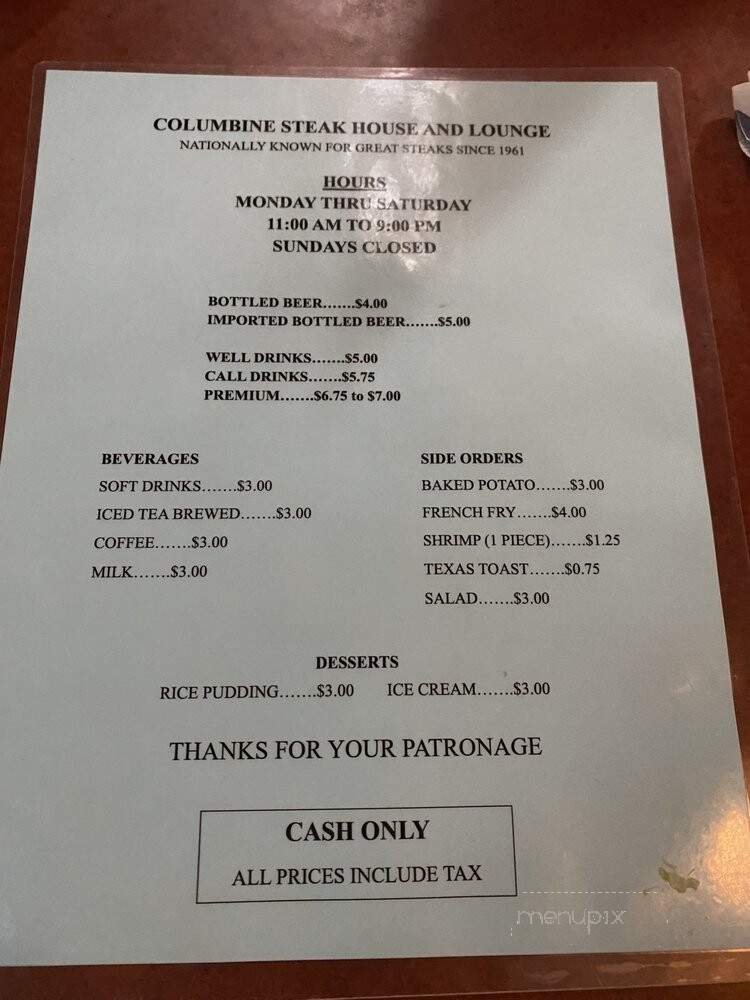 COLUMBINE STEAK HOUSE AND LOUNGE
NATIONALLY KNOWN FOR GREAT STEAKS SINCE 1961
HOURS
MONDAY THRU SATURDAY
11:00 AM TO 9:00 PM
SUNDAYS CLOSED
BOTTLED BEER.......$4.00
IMPORTED BOTTLED BEER.......$5.00
WELL DRINKS.......$5.00
CALL DRINKS.......$5.75
PREMIUM.......$6.75 to $7.00
BEVERAGES
SOFT DRINKS.......$3.00
ICED TEA BREWED.......$3.00
COFFEE.......$3.00
MILK.......$3.00
SIDE ORDERS
BAKED POTATO.......$3.00
FRENCH FRY.......$4.00
SHRIMP (1 PIECE).......$1.25
TEXAS TOAST.......$0.75
SALAD.......$3.00
DESSERTS
RICE PUDDING.......$3.00 ICE CREAM.......$3.00
THANKS FOR YOUR PATRONAGE
CASH ONLY
ALL PRICES INCLUDE TAX
menupix